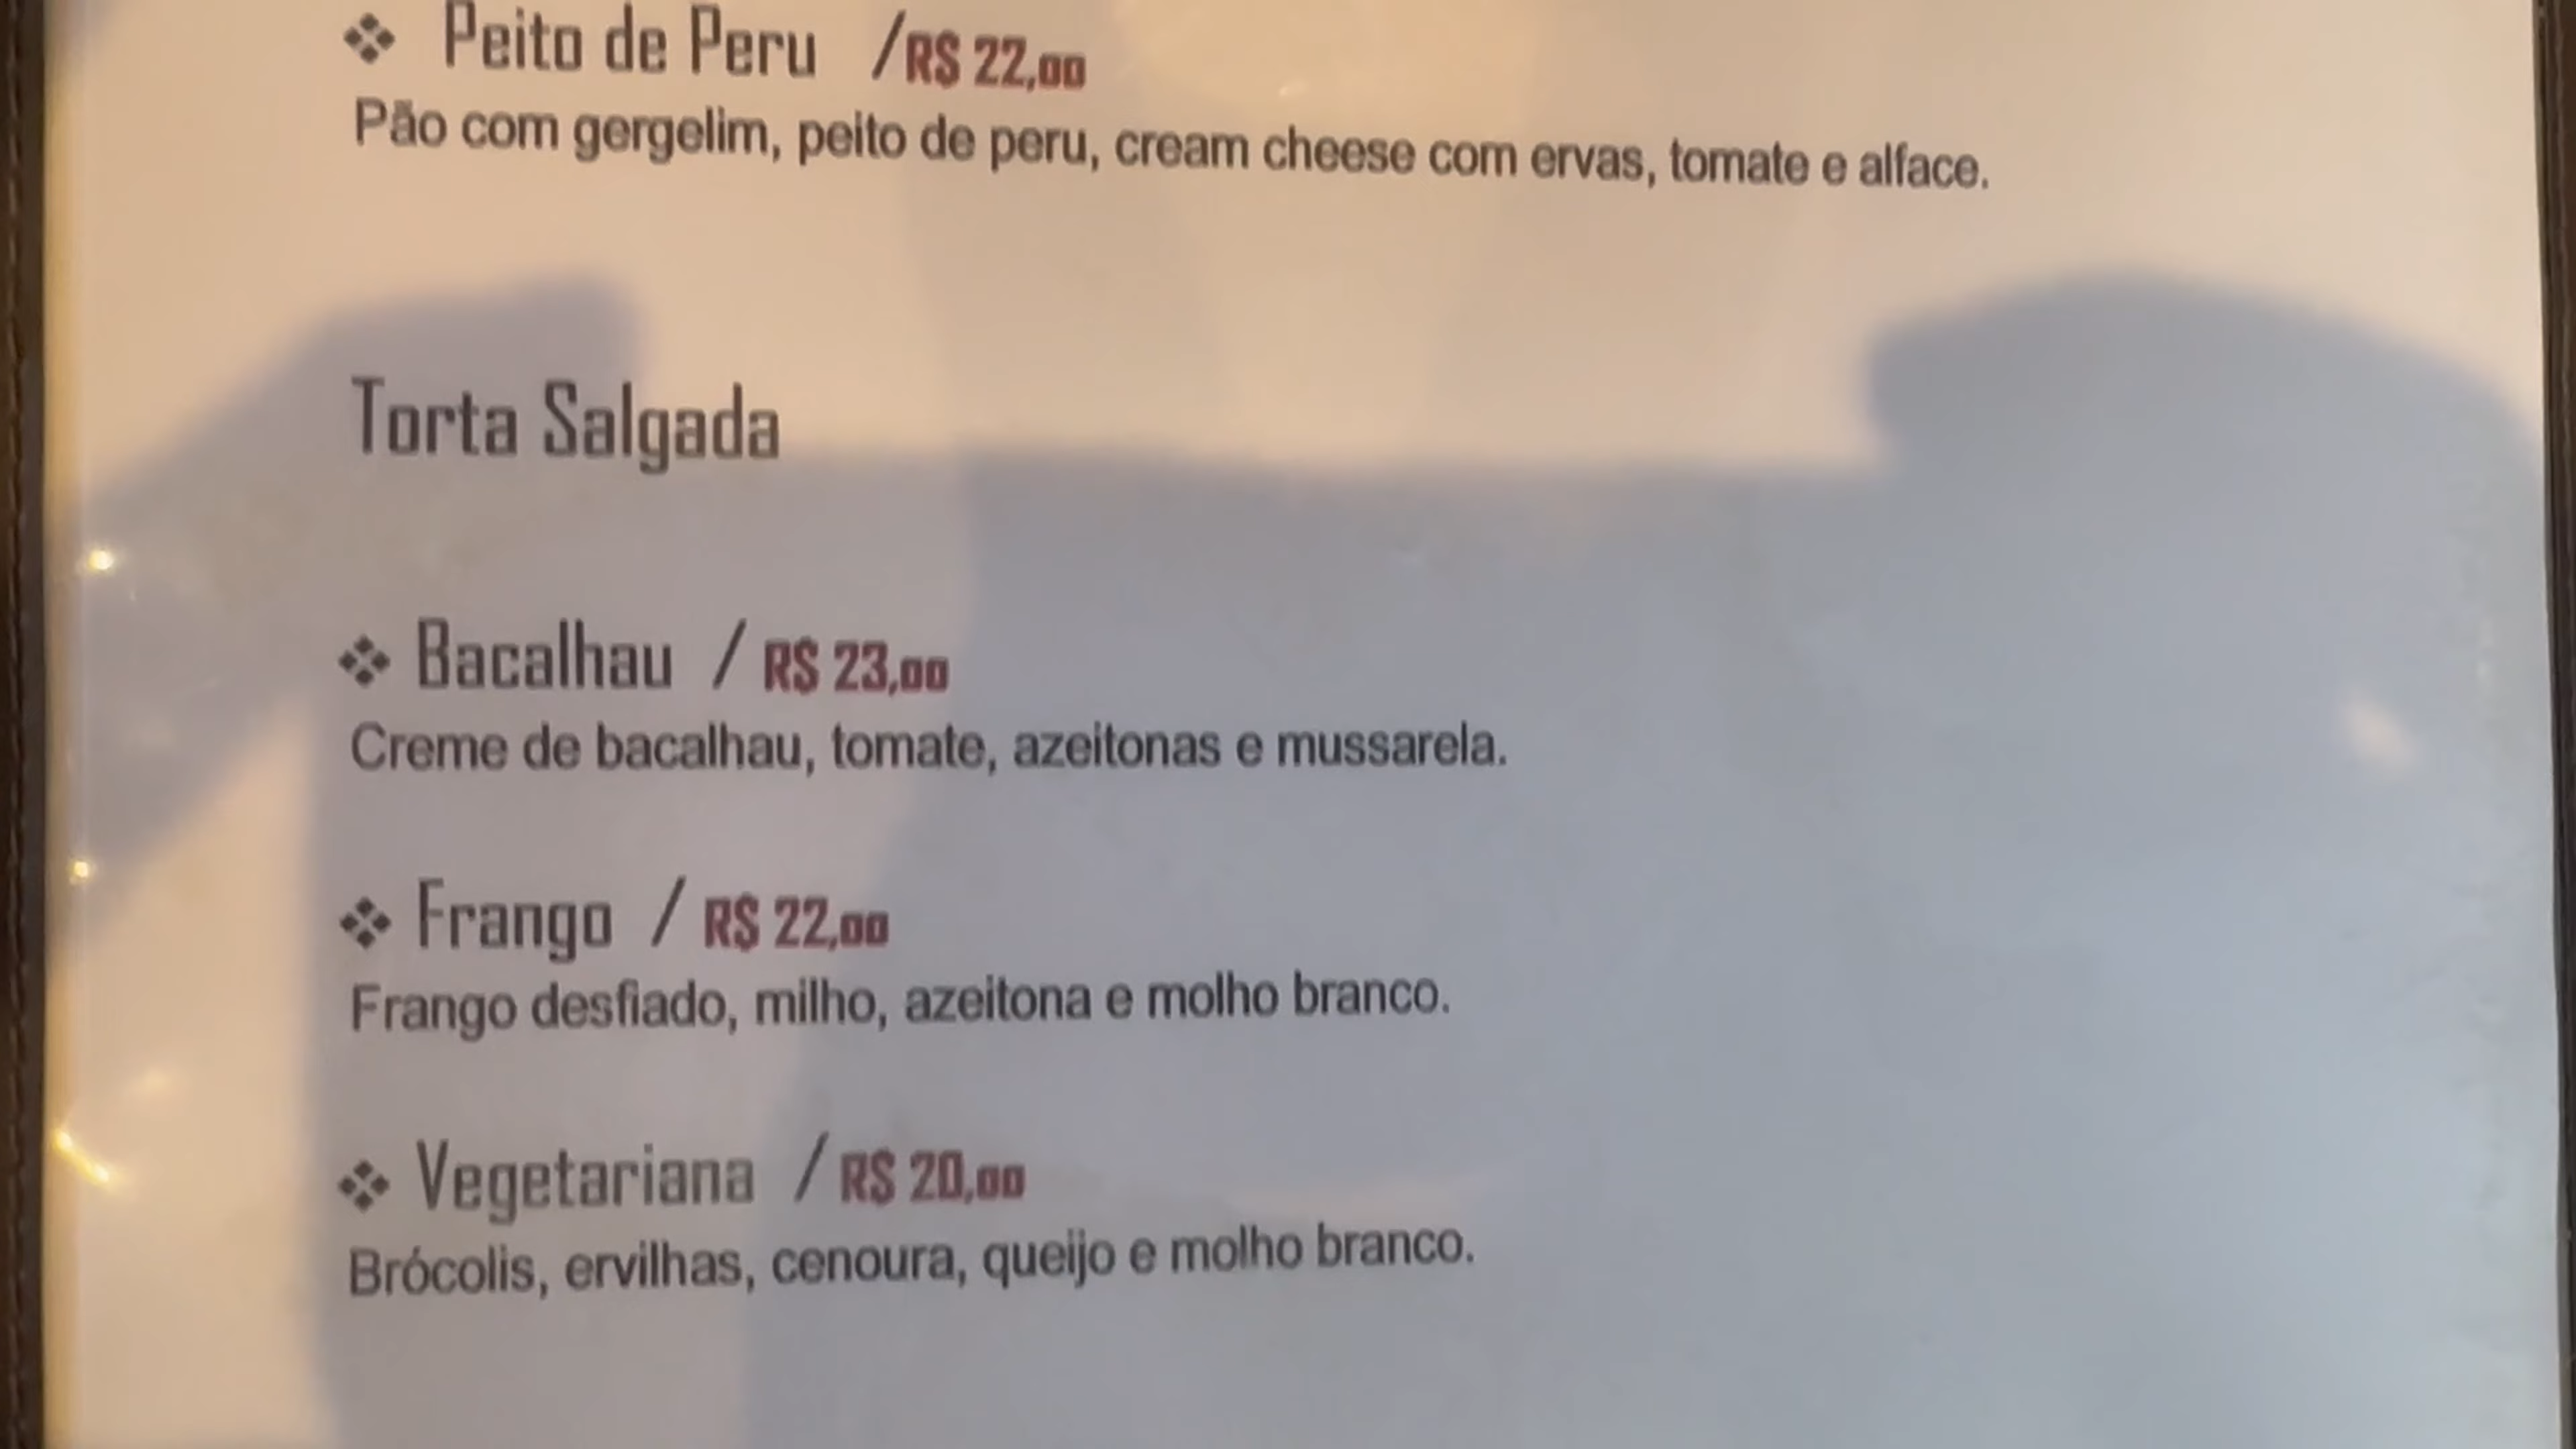 ❖ Peito de Peru /R$ 22,00
Pão com gergelim, peito de peru, cream cheese com ervas, tomate e alface.
Torta Salgada
❖ Bacalhau / R$ 23,00
Creme de bacalhau, tomate, azeitonas e mussarela.
❖ Frango / R$ 22,00
Frango desfiado, milho, azeitona e molho branco.
❖ Vegetariana / R$ 20,00
Brócolis, ervilhas, cenoura, queijo e molho branco.